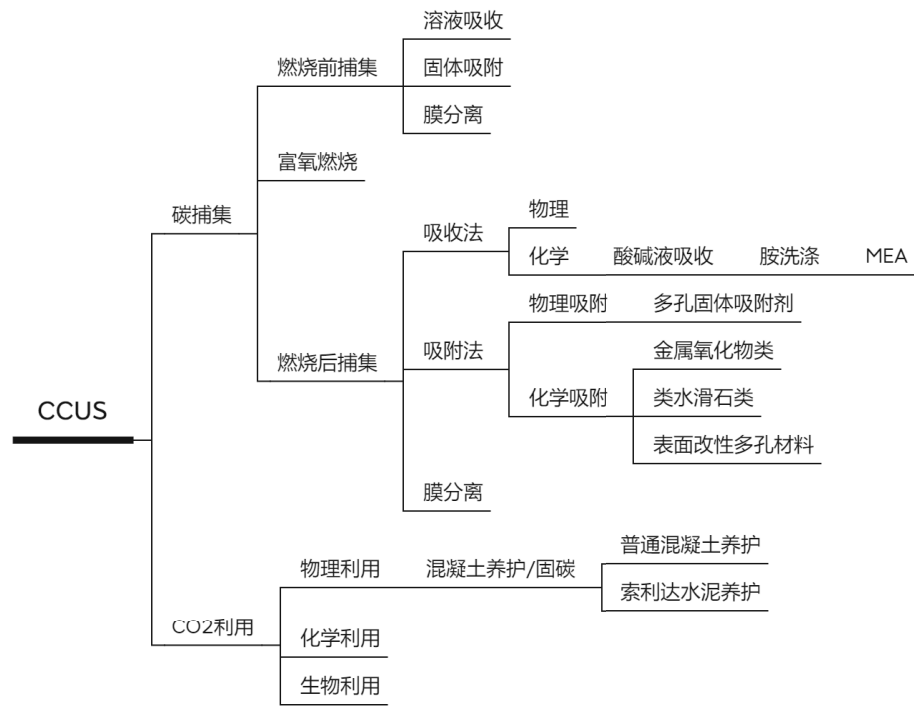 溶液吸收
燃烧前捕集
固体吸附
膜分离
富氧燃烧
碳捕集
物理
吸收法
化学 酸碱液吸收 胺洗涤 MEA
物理吸附 多孔固体吸附剂
吸附法
金属氧化物类
燃烧后捕集
化学吸附
类水滑石类
表面改性多孔材料
CCUS
膜分离
普通混凝土养护
物理利用 混凝土养护/固碳
索利达水泥养护
CO2利用
化学利用
生物利用